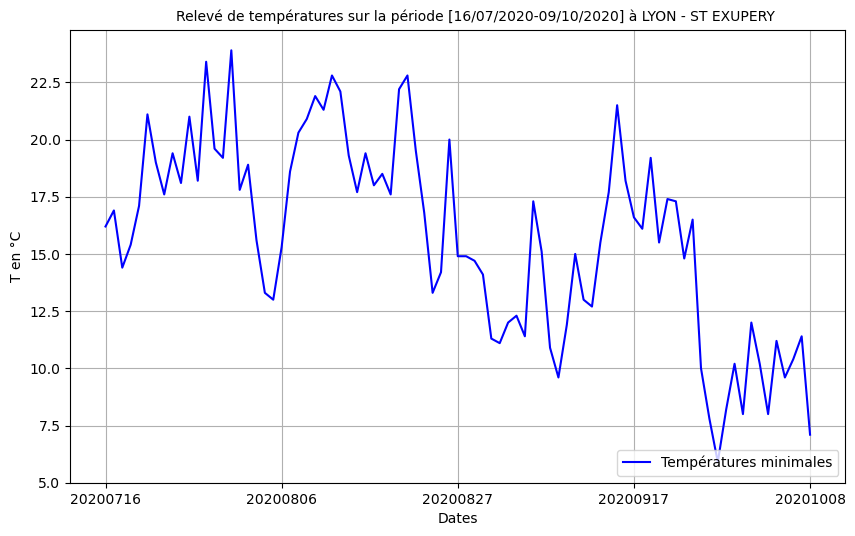 Relevé de températures sur la période [16/07/2020-09/10/2020] à LYON - ST EXUPERY
T en °C
22.5
20.0
17.5
15.0
12.5
10.0
7.5
5.0
Températures minimales
20200716 20200806 20200827 20200917 20201008
Dates